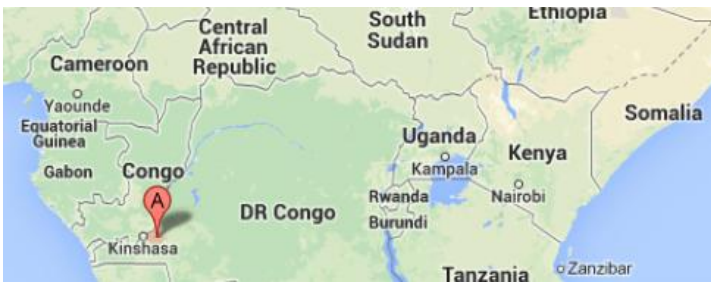 Central
African
Republic
South
Sudan
Ethiopia
Cameroon
Yaounde
Equatorial
Guinea
Gabon
Congo
A
Kinshasa
DR Congo
Uganda
Kampala
Rwanda
Burundi
Kenya
Nairobi
Somalia
Tanzania
Zanzibar